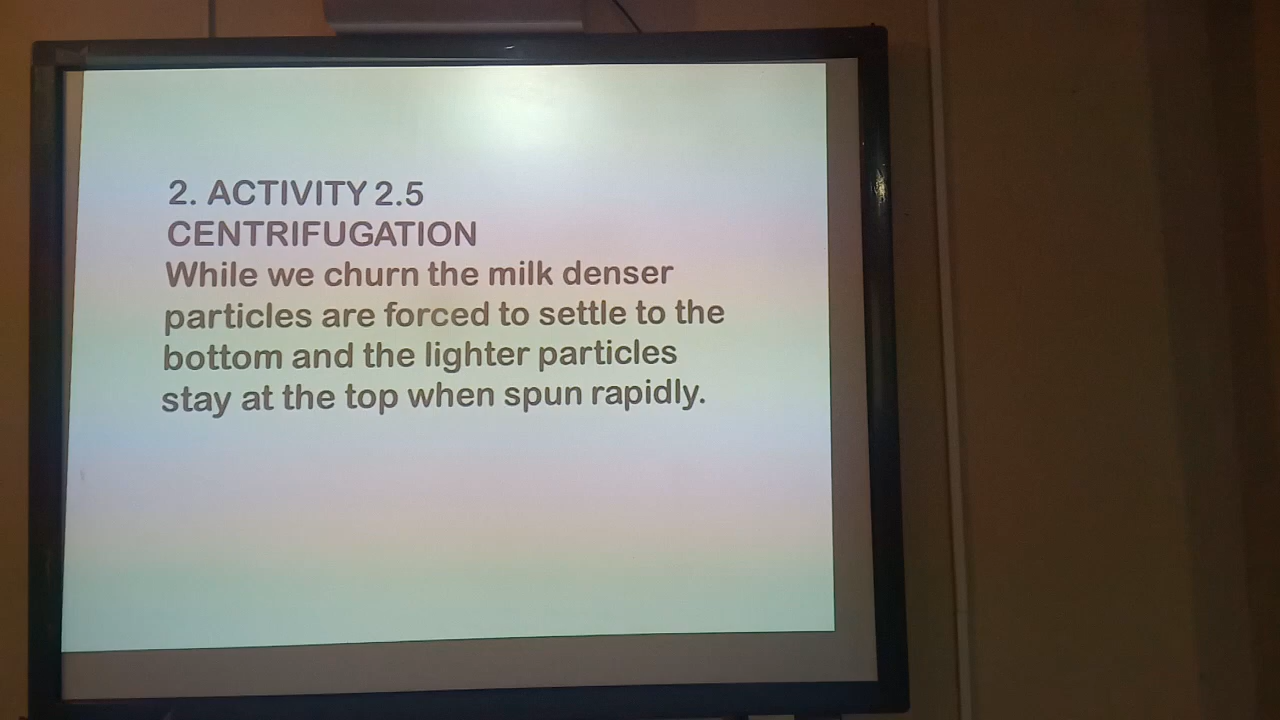 2. ACTIVITY 2.5
CENTRIFUGATION
While we churn the milk denser
particles are forced to settle to the
bottom and the lighter particles
stay at the top when spun rapidly.